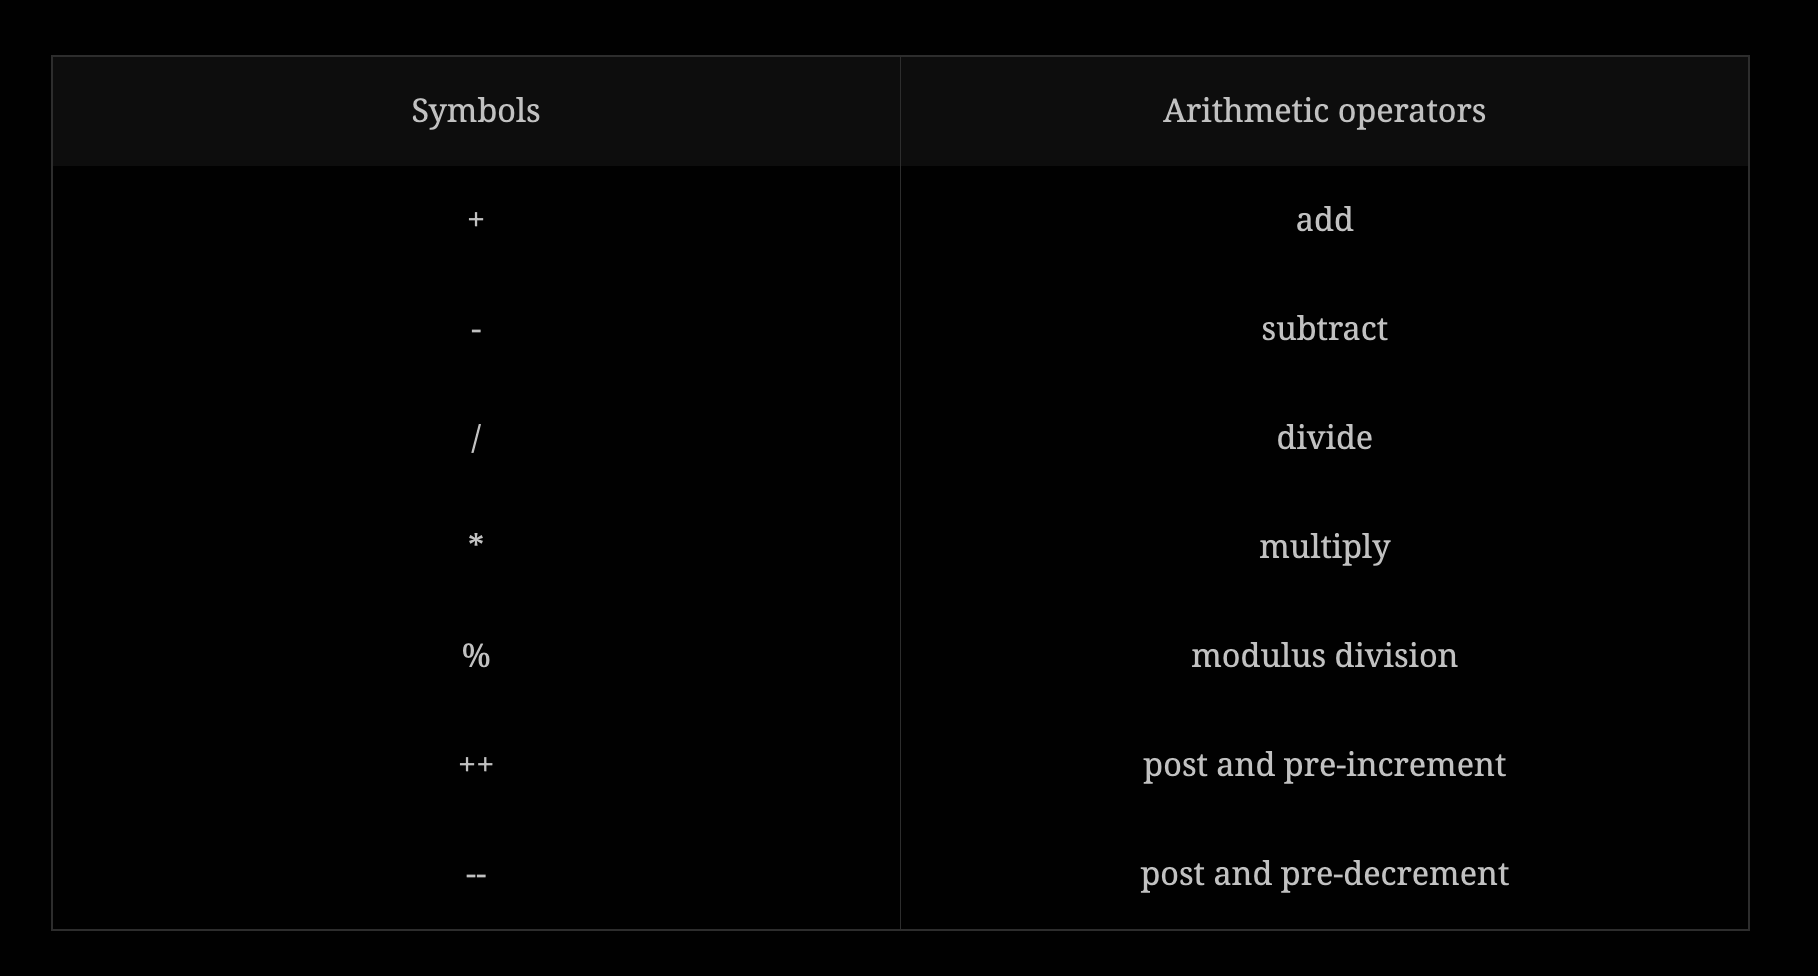 Symbols Arithmetic operators
+ add
- subtract
/ divide
* multiply
% modulus division
++ post and pre-increment
-- post and pre-decrement